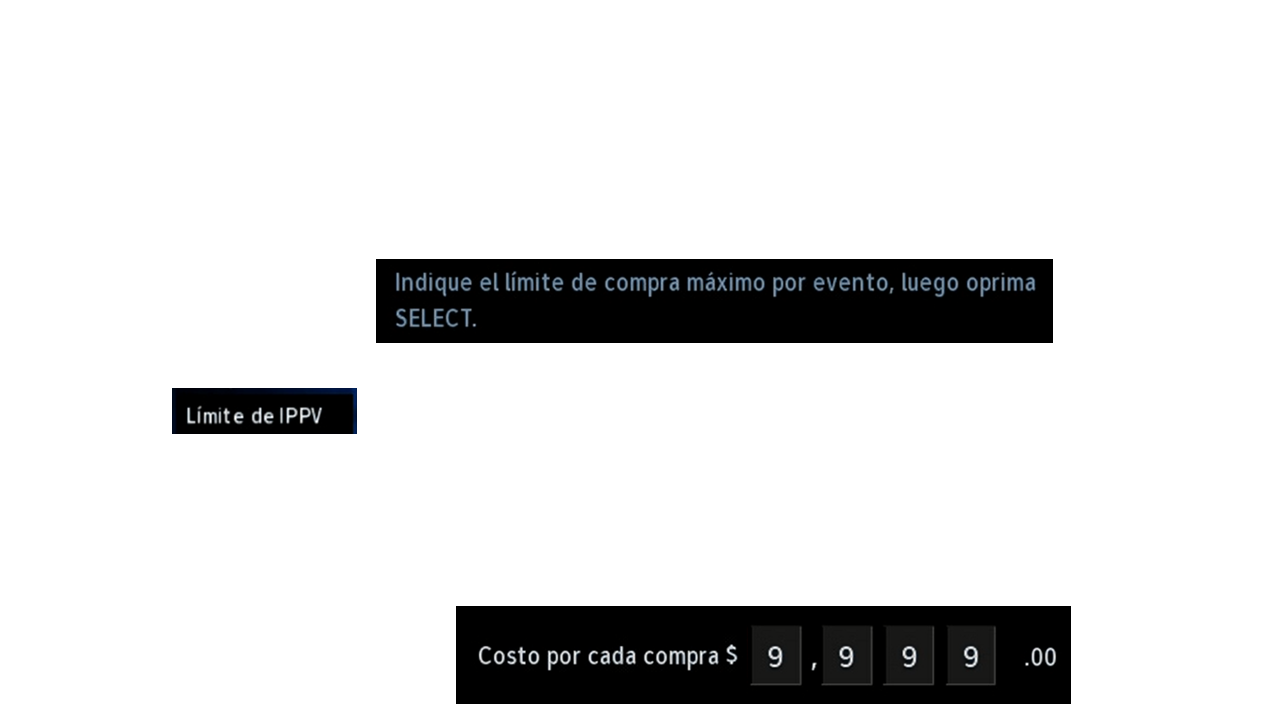 Indique el límite de compra máximo por evento, luego oprima
SELECT.
Límite de IPPV
Costo por cada compra $ 9 , 9 9 9 .00